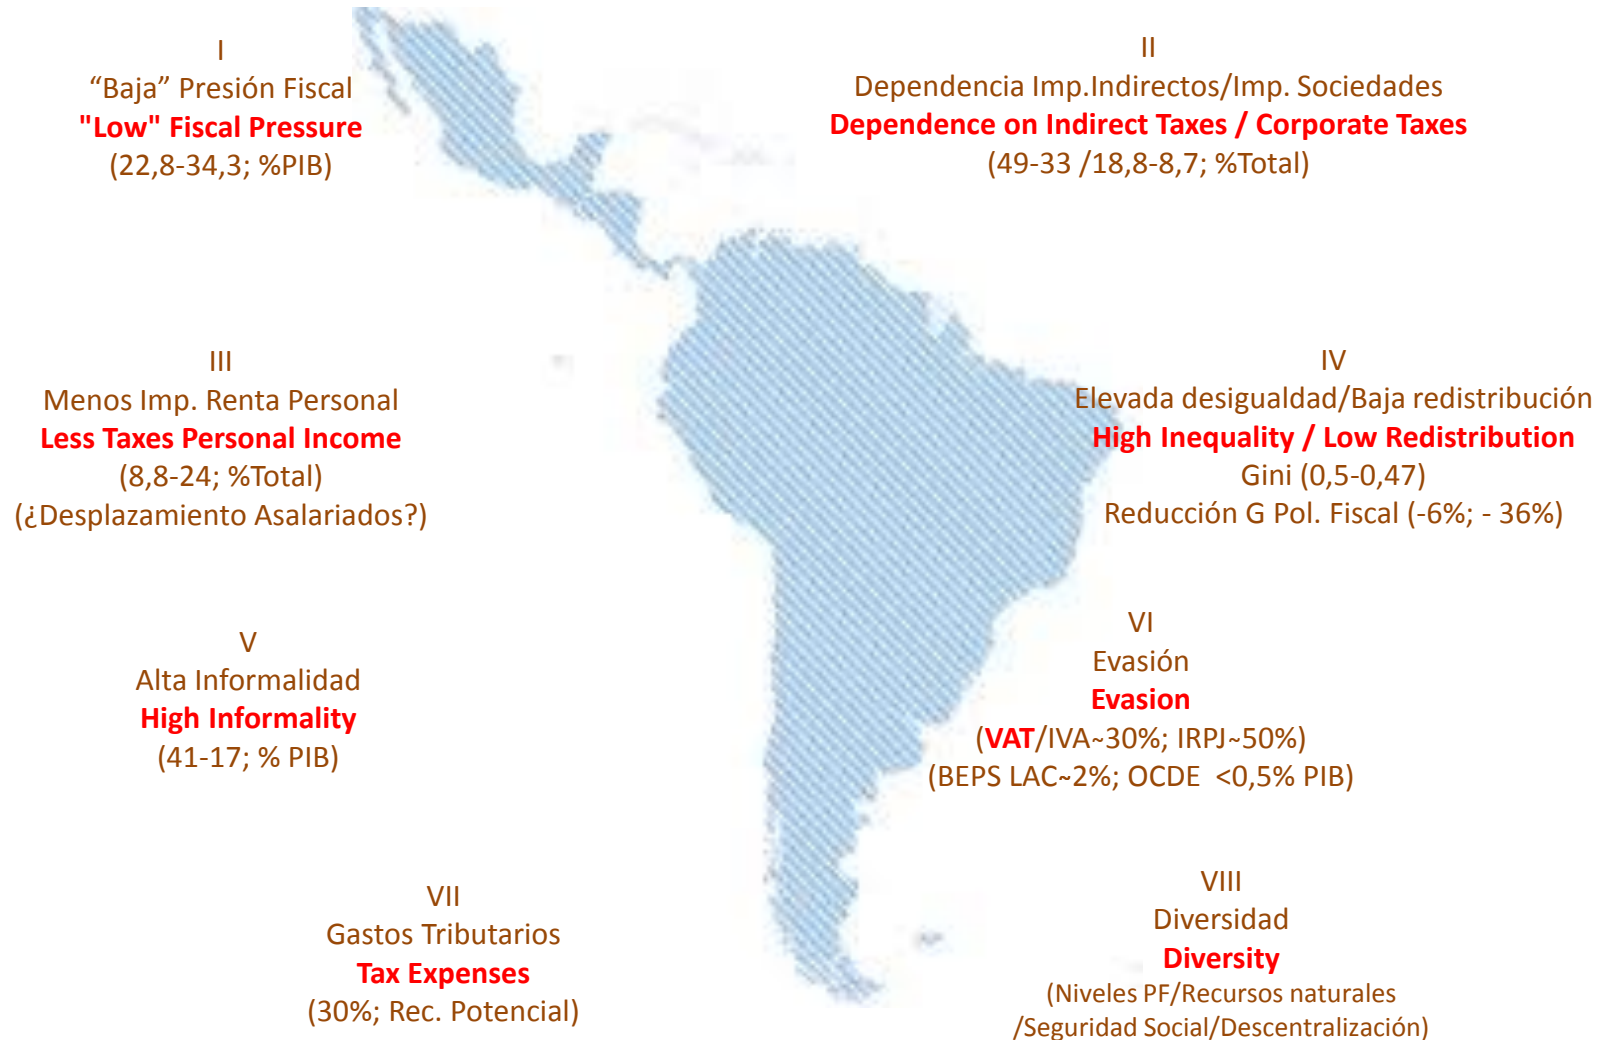 I
“Baja” Presión Fiscal
"Low" Fiscal Pressure
(22,8-34,3; %PIB)
II
Dependencia Imp.Indirectos/Imp. Sociedades
Dependence on Indirect Taxes / Corporate Taxes
(49-33 /18,8-8,7; %Total)
III
Menos Imp. Renta Personal
Less Taxes Personal Income
(8,8-24; %Total)
(¿Desplazamiento Asalariados?)
IV
Elevada desigualdad/Baja redistribución
High Inequality / Low Redistribution
Gini (0,5-0,47)
Reducción G Pol. Fiscal (-6%; - 36%)
V
Alta Informalidad
High Informality
(41-17; % PIB)
VI
Evasión
Evasion
(VAT/IVA~30%; IRPJ~50%)
(BEPS LAC~2%; OCDE <0,5% PIB)
VII
Gastos Tributarios
Tax Expenses
(30%; Rec. Potencial)
VIII
Diversidad
Diversity
(Niveles PF/Recursos naturales
/Seguridad Social/Descentralización)